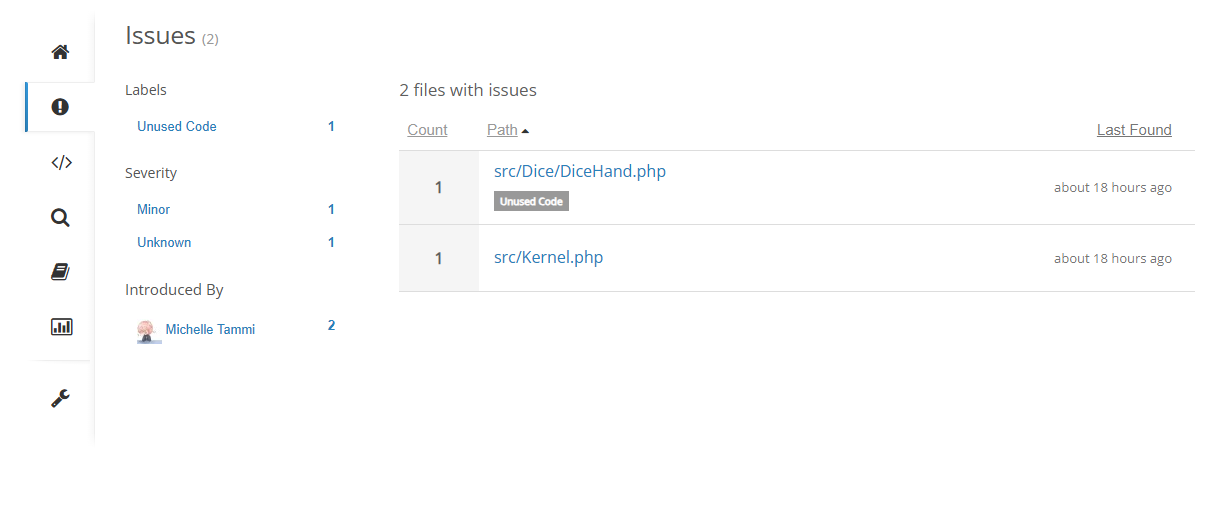 Issues (2)
Labels
Unused Code 1
Severity
Minor 1
Unknown 1
Introduced By
Michelle Tammi 2
2 files with issues
Count Path Last Found
1 src/Dice/DiceHand.php about 18 hours ago
Unused Code
1 src/Kernel.php about 18 hours ago